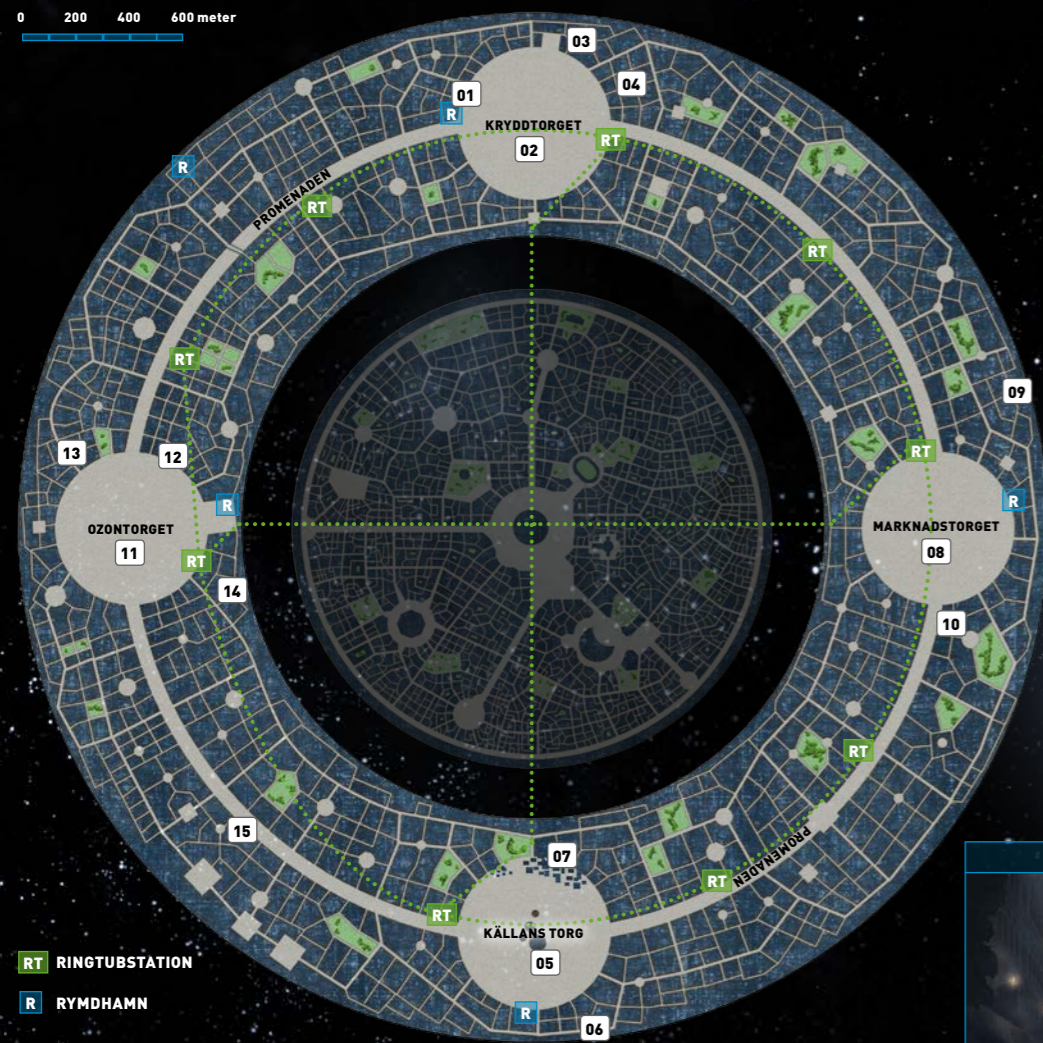 0 200 400 600 meter
03
04
01
R
KRYDDTORGET
02
RT
R
PROMENADEN
RT
RT
RT
09
RT
13
12
R
R
OZONTORGET
11
MARKNADSTORGET
08
RT
14
10
RT
15
PROMENADEN
07
RT
RT
KÄLLANS TORG
05
R
06
RT RINGTUBSTATION
R RYMDHAMN